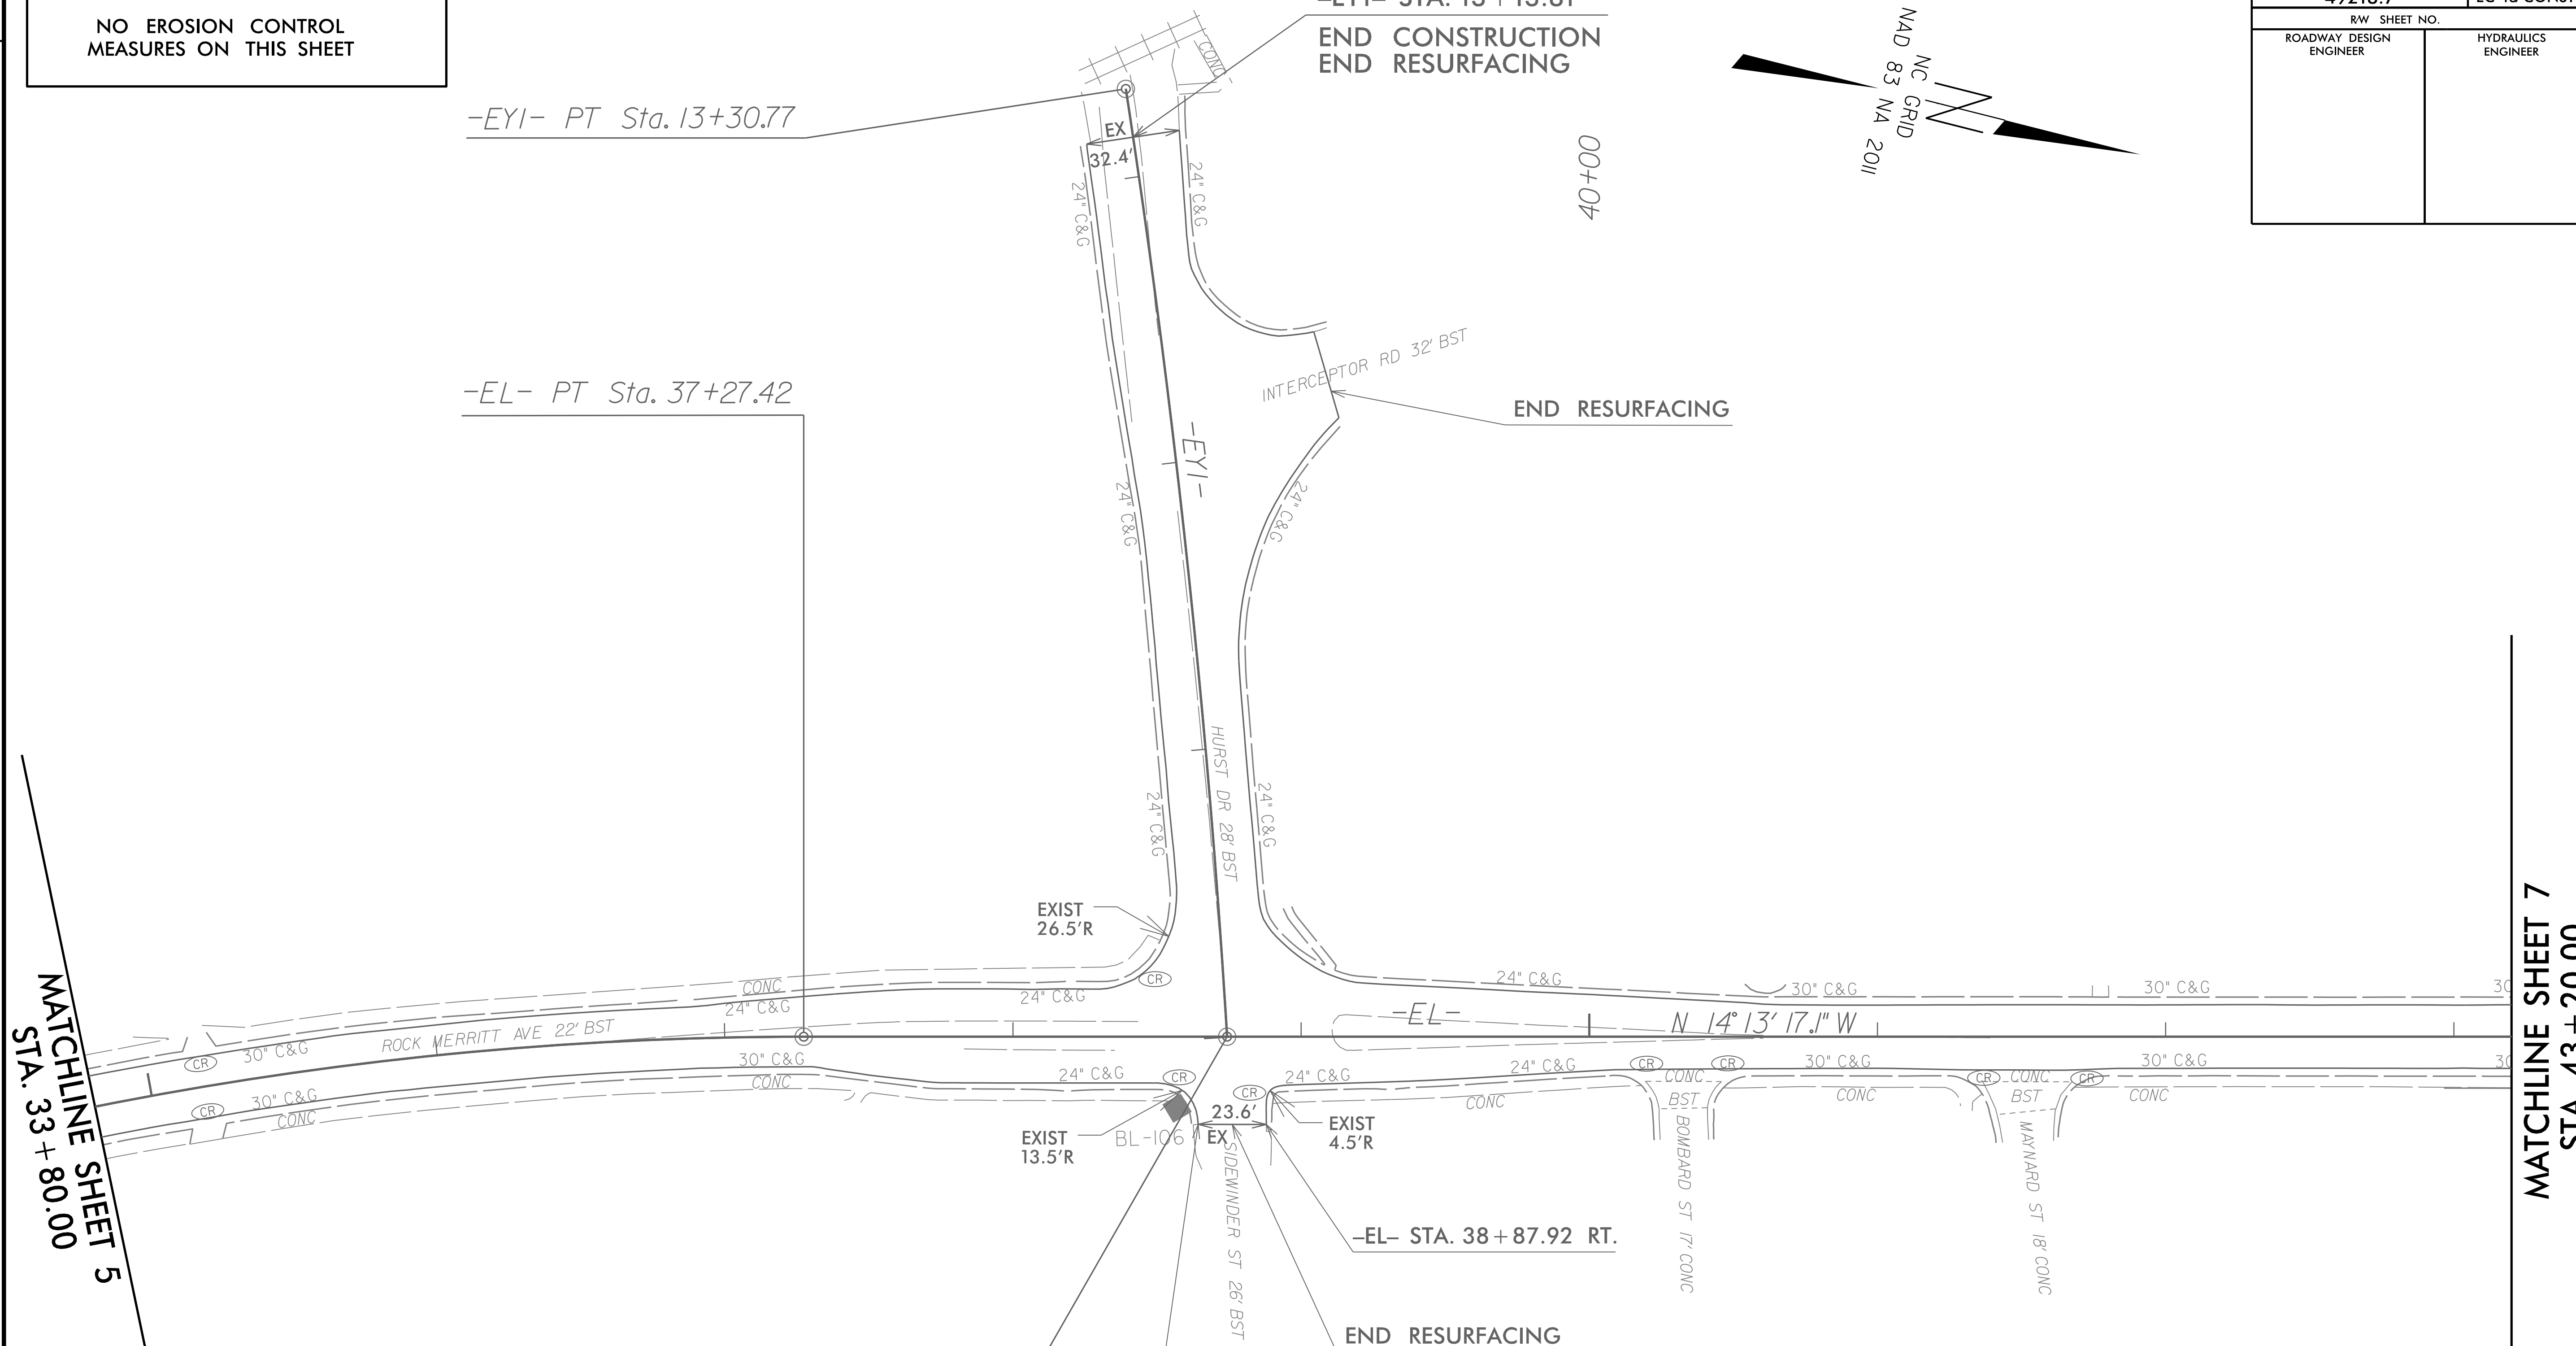 NO EROSION CONTROL
MEASURES ON THIS SHEET
END CONSTRUCTION
END RESURFACING
R/W SHEET NO.
ROADWAY DESIGN
ENGINEER
HYDRAULICS
ENGINEER
NC GRID
NAD 83 NA 2011
-EY1- PT Sta. 13+30.77
CONC
EX
32.4'
24" C&G
24" C&G
40+00
INTERCEPTOR RD 32' BST
END RESURFACING
-EL- PT Sta. 37+27.42
-EY1-
24" C&G
24" C&G
HURST DR 28' BST
24" C&G
24" C&G
EXIST
26.5'R
CR
CONC
24" C&G
24" C&G
24" C&G
30" C&G
30" C&G
30
-EL-
N 14° 13' 17.1" W
ROCK MERRITT AVE 22' BST
30" C&G
CR
30" C&G
CONC
24" C&G
CR
CR
24" C&G
24" C&G
CR
CR
30" C&G
CR
CR
30" C&G
30
CR
30" C&G
CONC
CONC
CONC
BST
CONC
CONC
BST
CONC
23.6'
EX
EXIST
13.5'R
BL-106
EXIST
4.5'R
SIDEWINDER ST 26' BST
BOMBARD ST 17' CONC
MAYNARD ST 18' CONC
-EL- STA. 38+87.92 RT.
END RESURFACING
MATCHLINE SHEET 5
STA. 33+80.00
MATCHLINE SHEET 7
STA. 43+20.00